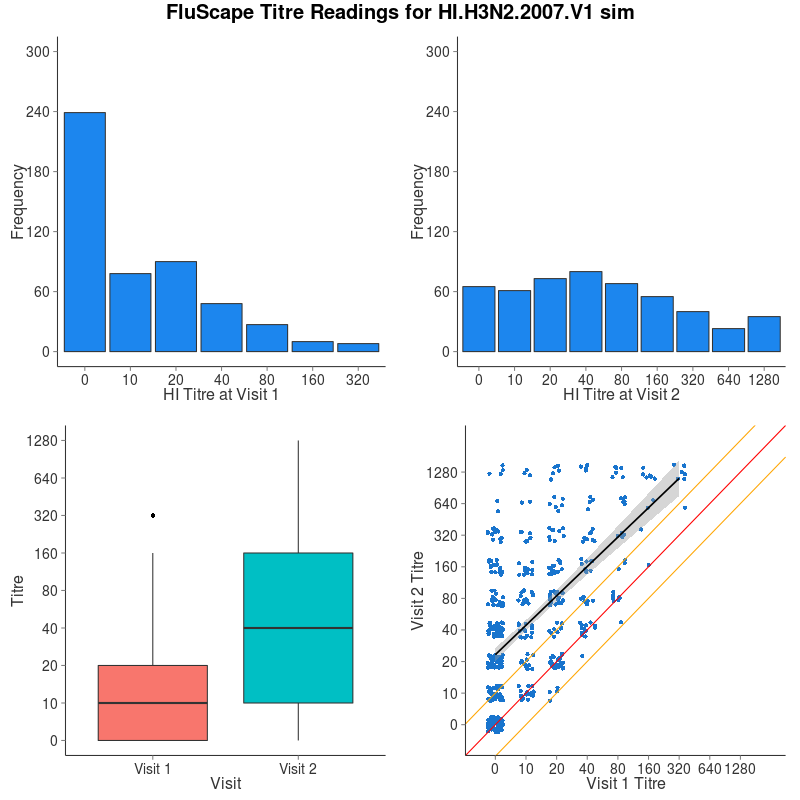 FluScape Titre Readings for HI.H3N2.2007.V1 sim
300
240
180
120
60
0
Frequency
0 10 20 40 80 160 320
HI Titre at Visit 1
300
240
180
120
60
0
Frequency
0 10 20 40 80 160 320 640 1280
HI Titre at Visit 2
1280
640
320
160
80
40
20
10
0
Titre
Visit 1 Visit 2
Visit
1280
640
320
160
80
40
20
10
0
Visit 2 Titre
0 10 20 40 80 160 320 640 1280
Visit 1 Titre